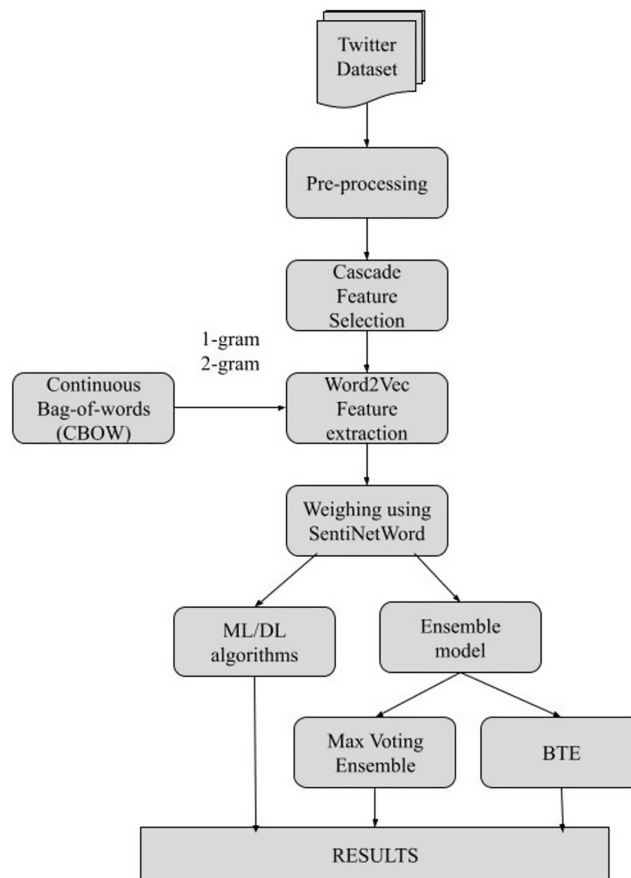 Twitter
Dataset
Pre-processing
Cascade
Feature
Selection
1-gram
2-gram
Continuous
Bag-of-words
(CBOW)
Word2Vec
Feature
extraction
Weighing using
SentiNetWord
ML/DL
algorithms
Ensemble
model
Max Voting
Ensemble
BTE
RESULTS